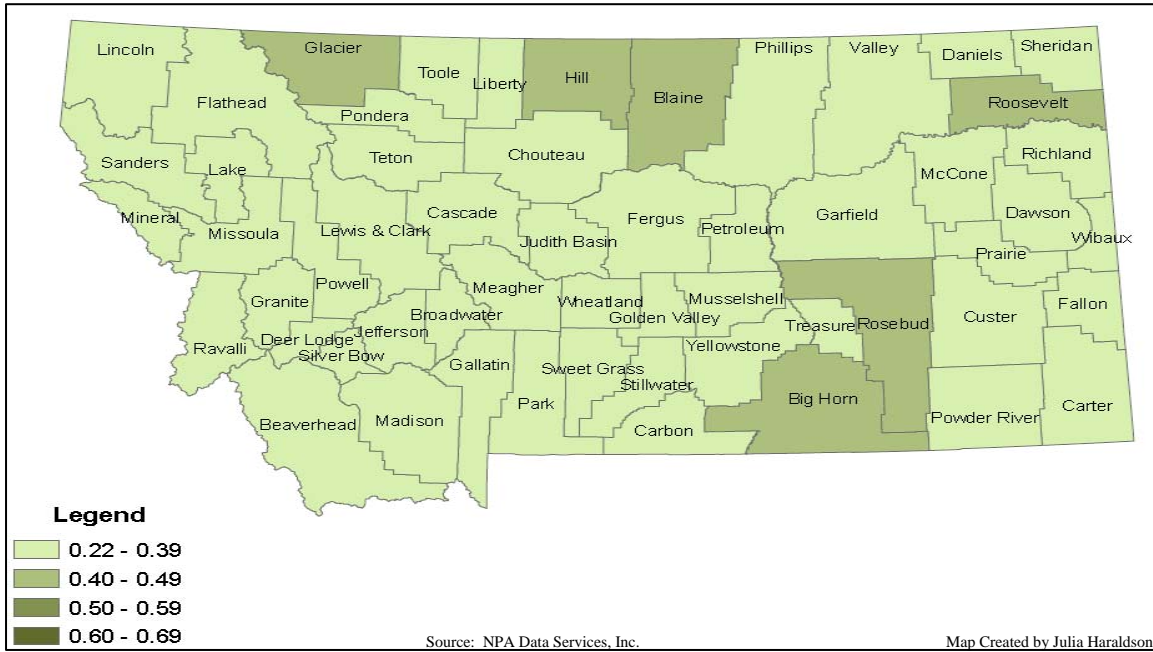 Lincoln
Glacier
Toole
Liberty
Hill
Blaine
Phillips
Valley
Daniels
Sheridan
Flathead
Pondera
Roosevelt
Sanders
Lake
Teton
Chouteau
McCone
Richland
Mineral
Missoula
Lewis & Clark
Cascade
Judith Basin
Fergus
Petroleum
Garfield
Dawson
Wibaux
Prairie
Granite
Powell
Meagher
Wheatland
Golden Valley
Musselshell
Treasure
Rosebud
Custer
Fallon
Ravalli
Deer Lodge
Silver Bow
Jefferson
Broadwater
Gallatin
Sweet Grass
Stillwater
Yellowstone
Beaverhead
Madison
Park
Carbon
Big Horn
Powder River
Carter
Legend
0.22 - 0.39
0.40 - 0.49
0.50 - 0.59
0.60 - 0.69
Source: NPA Data Services, Inc.
Map Created by Julia Haraldson